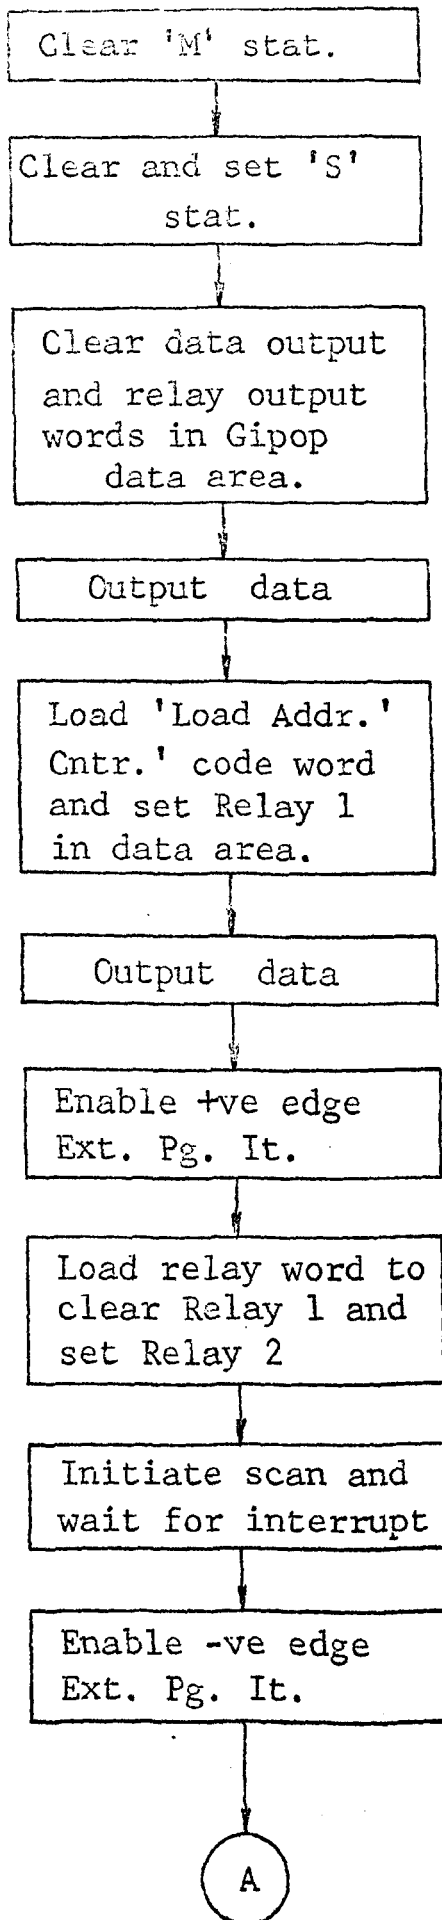 Clear 'M' stat.
Clear and set 'S'
stat.
Clear data output
and relay output
words in Gipop
data area.
Output data
Load 'Load Addr.'
Cntr.' code word
and set Relay 1
in data area.
Output data
Enable +ve edge
Ext. Pg. It.
Load relay word to
clear Relay 1 and
set Relay 2
Initiate scan and
wait for interrupt
Enable -ve edge
Ext. Pg. It.
A